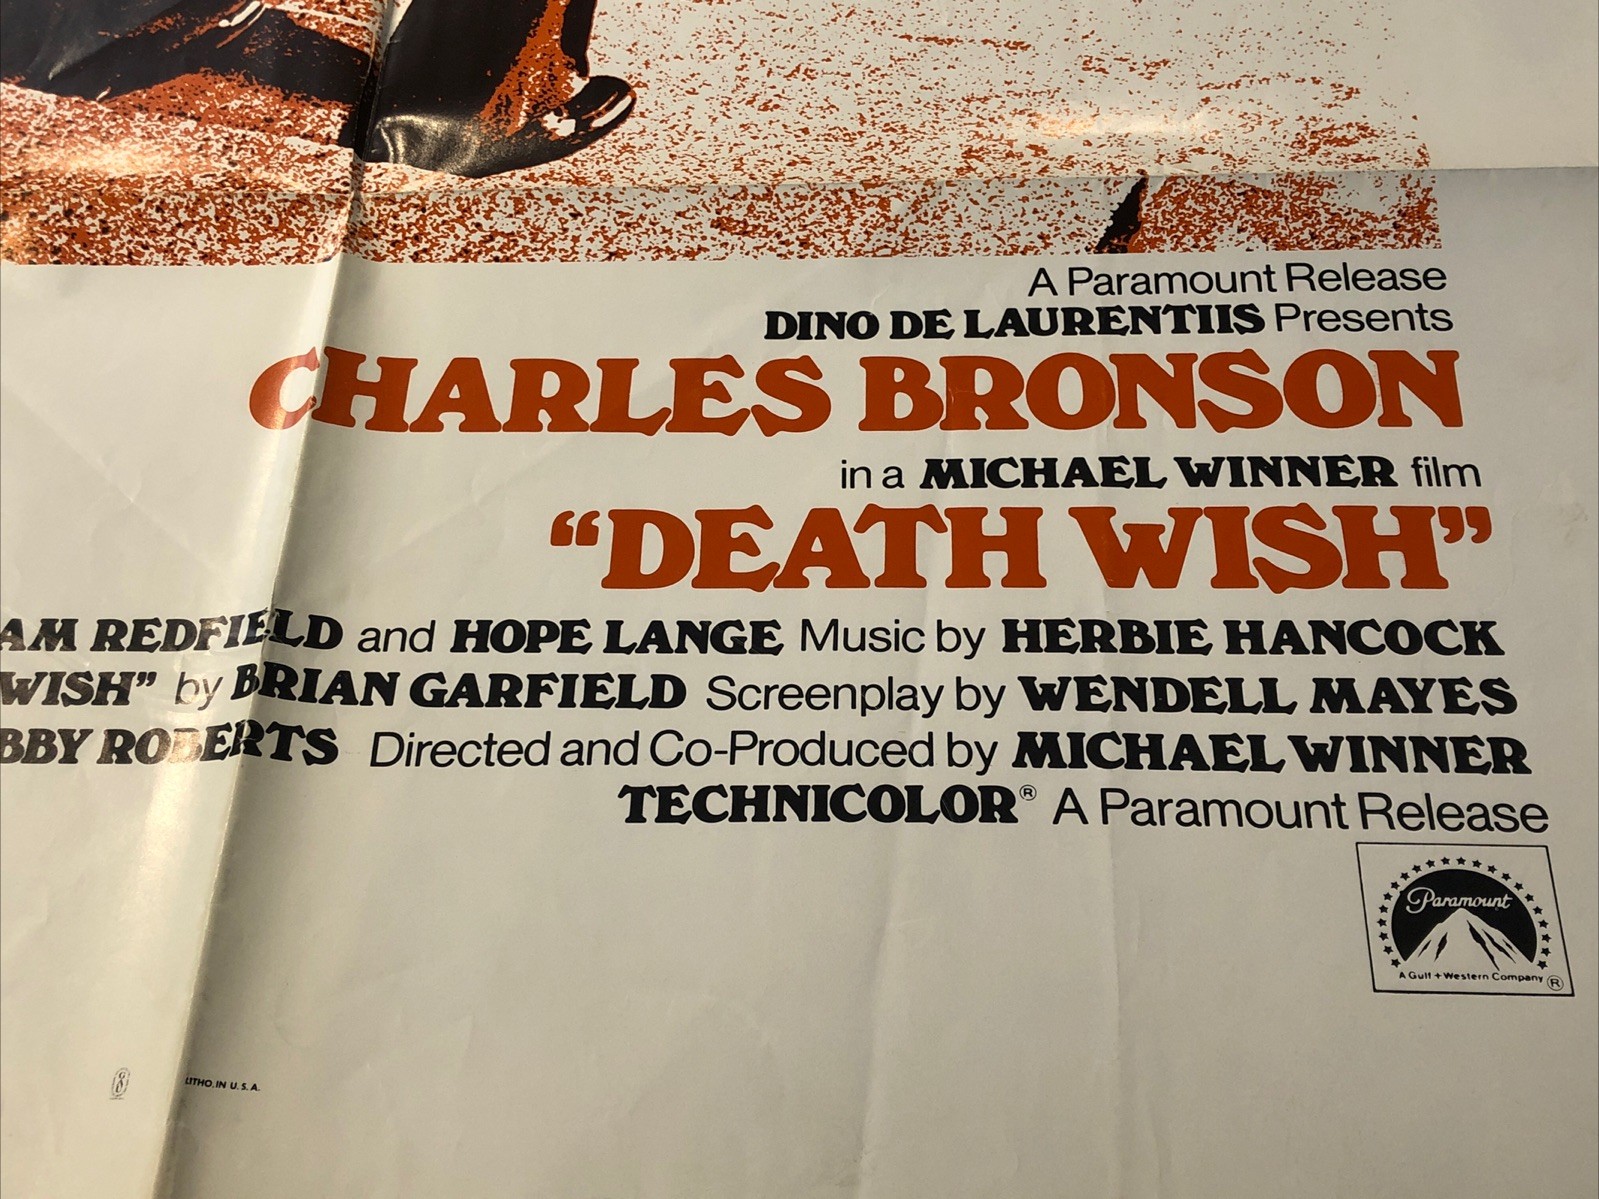 A Paramount Release
DINO DE LAURENTIIS Presents
CHARLES BRONSON
in a MICHAEL WINNER film
“DEATH WISH”
AM REDFIELD and HOPE LANGE Music by HERBIE HANCOCK
WISH” by BRIAN GARFIELD Screenplay by WENDELL MAYES
BBY ROBERTS Directed and Co-Produced by MICHAEL WINNER
TECHNICOLOR® A Paramount Release
Paramount
A Gulf + Western Company ®
LITHO. IN U.S.A.